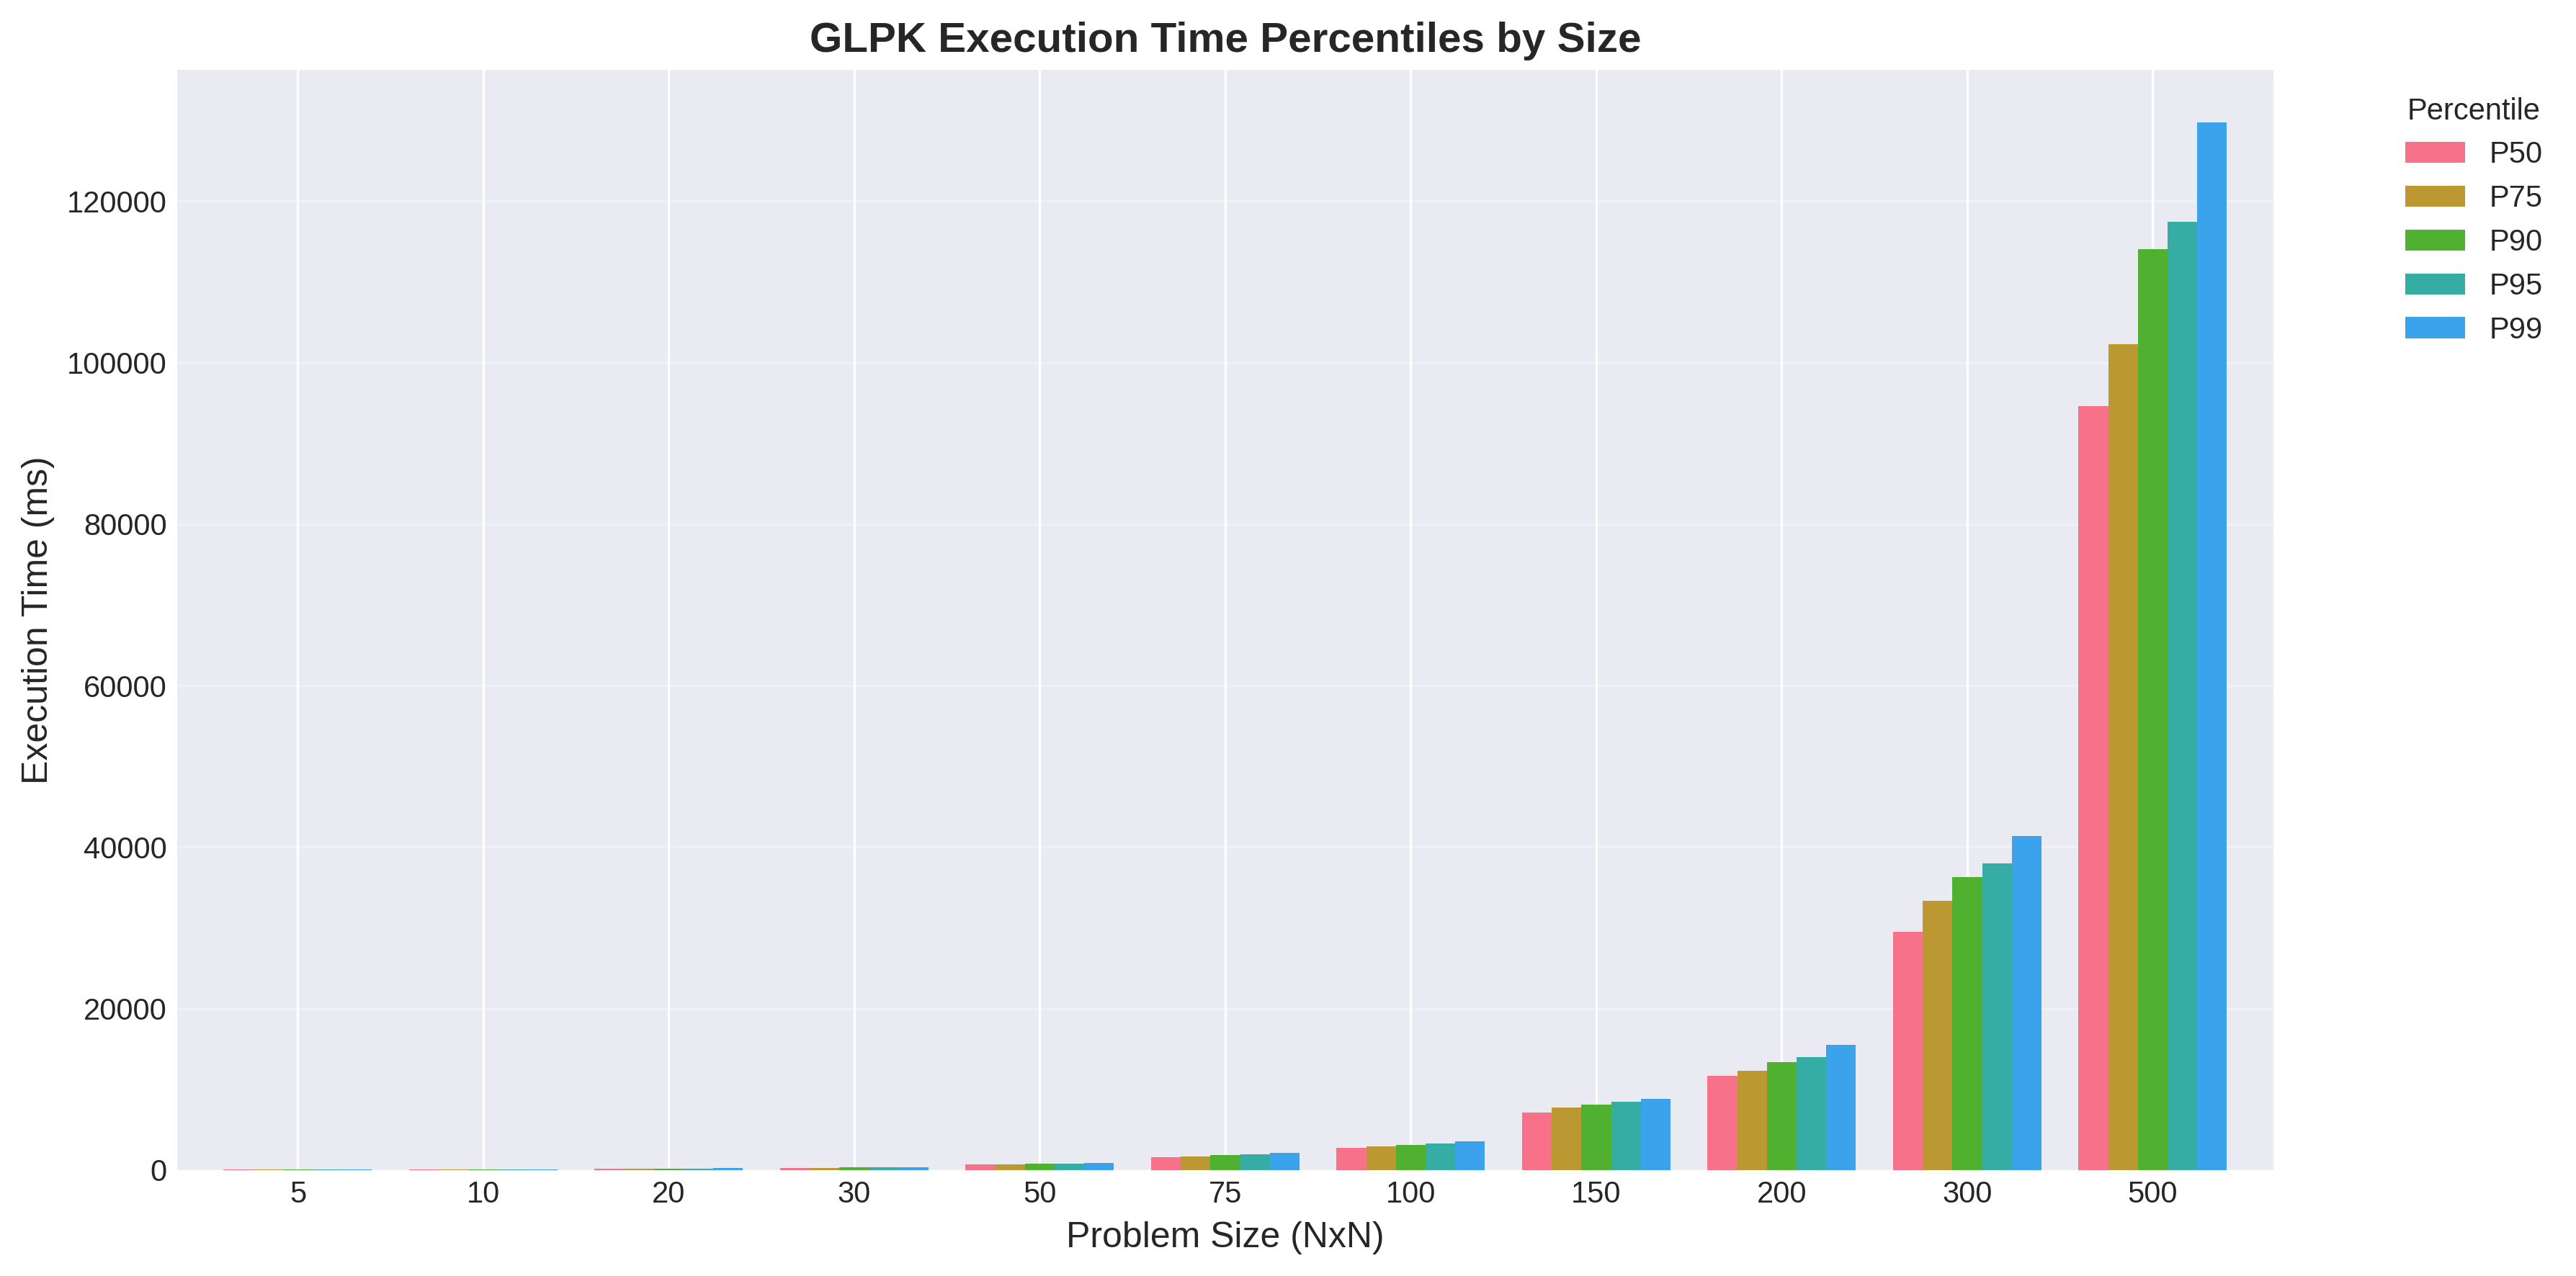 GLPK Execution Time Percentiles by Size
Percentile
P50
P75
P90
P95
P99
Execution Time (ms)
120000
100000
80000
60000
40000
20000
0
5 10 20 30 50 75 100 150 200 300 500
Problem Size (NxN)